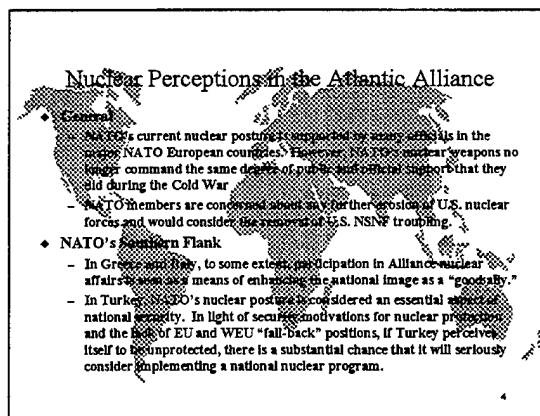 Nuclear Perceptions in the Atlantic Alliance
◆ General
– NATO's current nuclear posture is supported by many officials in the
major NATO European countries. However, NATO's nuclear weapons no
longer command the same degree of public and official support that they
did during the Cold War
– NATO members are concerned about any further erosion of U.S. nuclear
forces and would consider the removal of U.S. NSNF troubling.
◆ NATO's Southern Flank
– In Greece and Italy, to some extent, participation in Alliance nuclear
affairs is seen as a means of enhancing the national image as a "good ally."
– In Turkey, NATO's nuclear posture is considered an essential aspect of
national security. In light of security motivations for nuclear protection
and the lack of EU and WEU "fall-back" positions, if Turkey perceives
itself to be unprotected, there is a substantial chance that it will seriously
consider implementing a national nuclear program.
4